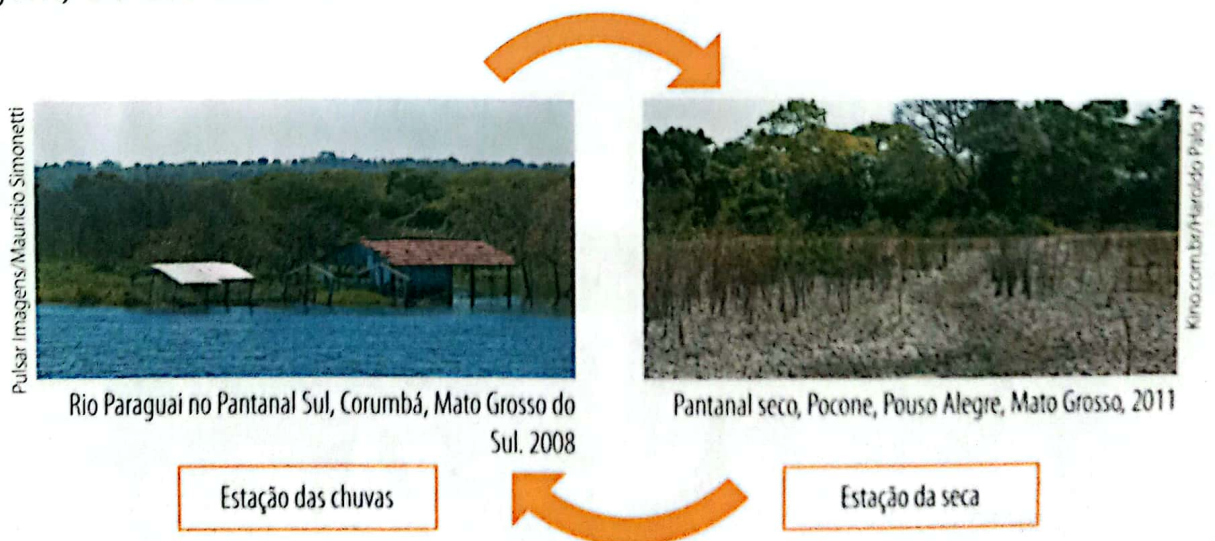 Pulsar Imagens/Mauricio Simonetti
Kino.com.br/Haroldo Palo Jr
Rio Paraguai no Pantanal Sul, Corumbá, Mato Grosso do
Sul. 2008
Pantanal seco, Pocone, Pouso Alegre, Mato Grosso, 2011
Estação das chuvas
Estação da seca